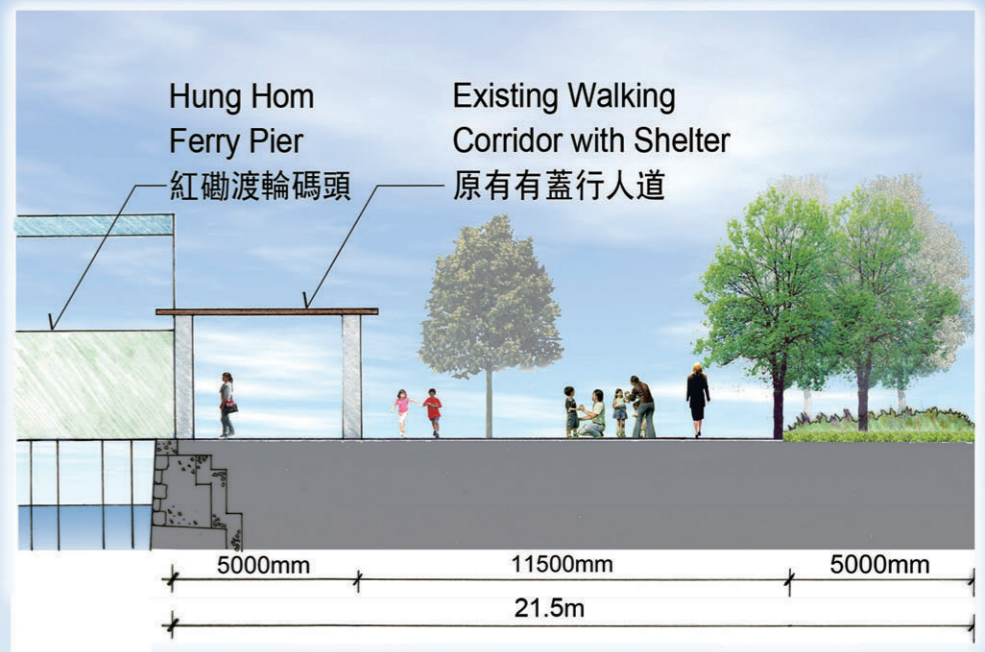 Hung Hom
Ferry Pier
紅磡渡輪碼頭
Existing Walking
Corridor with Shelter
原有有蓋行人道
5000mm
11500mm
5000mm
21.5m